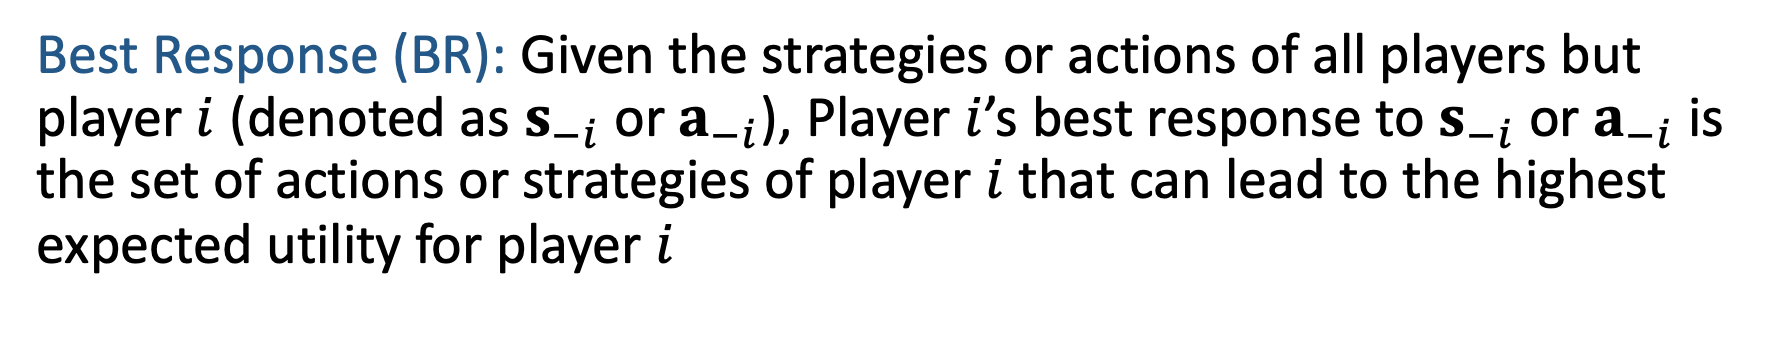 Best Response (BR): Given the strategies or actions of all players but
player i (denoted as s₋ᵢ or a₋ᵢ), Player i’s best response to s₋ᵢ or a₋ᵢ is
the set of actions or strategies of player i that can lead to the highest
expected utility for player i